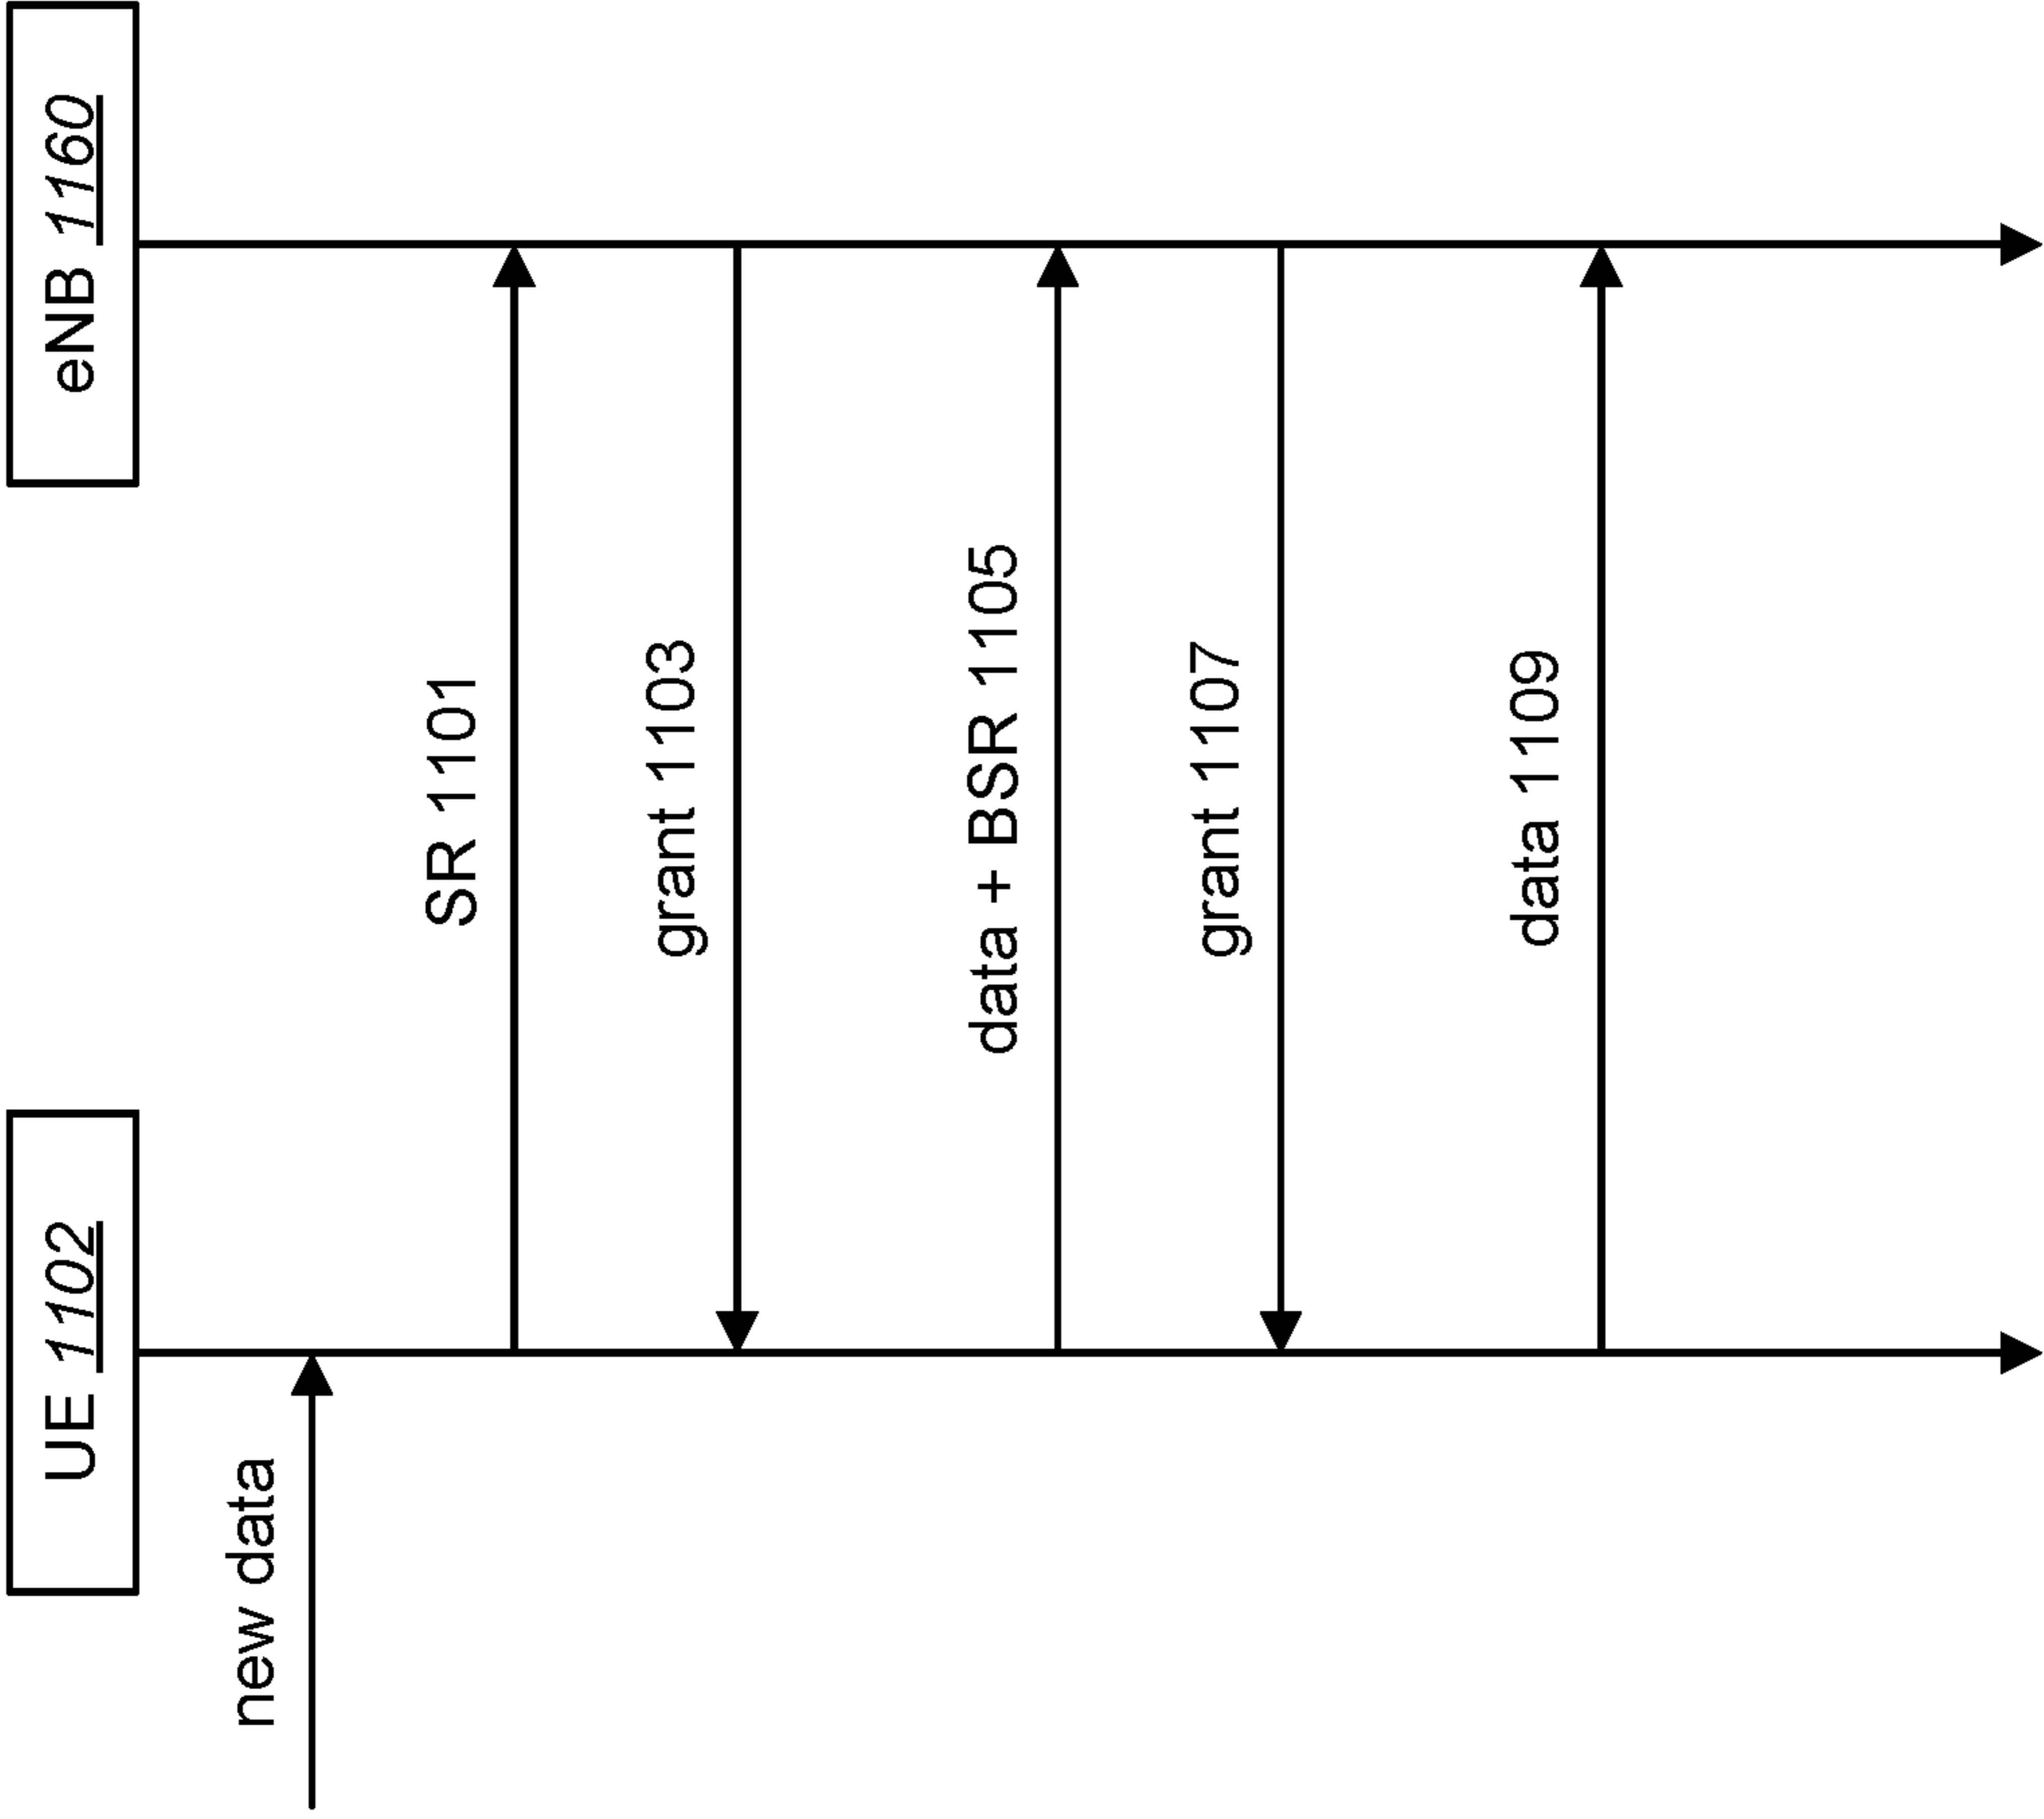 UE 1102
eNB 1160
new data
SR 1101
grant 1103
data + BSR 1105
grant 1107
data 1109